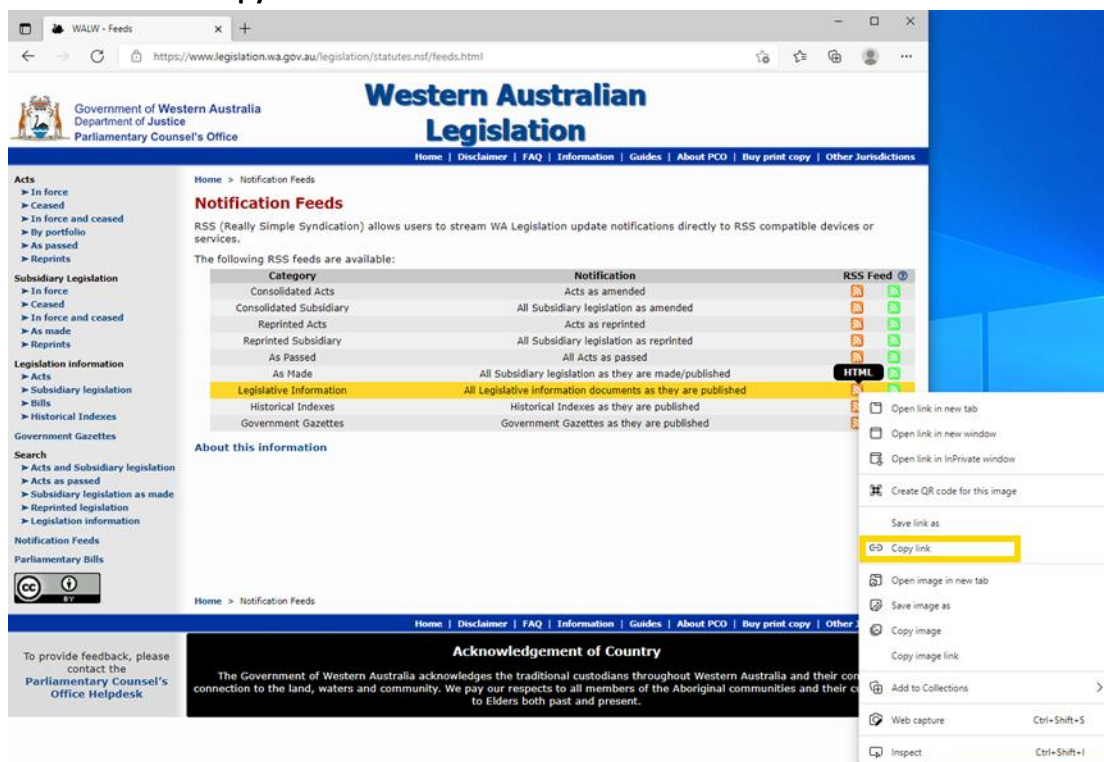 WALW - Feeds
https://www.legislation.wa.gov.au/legislation/statutes.nsf/feeds.html
Government of Western Australia
Department of Justice
Parliamentary Counsel's Office
Western Australian
Legislation
Home | Disclaimer | FAQ | Information | Guides | About PCO | Buy print copy | Other Jurisdictions
Acts
In force
Ceased
In force and ceased
By portfolio
As passed
Reprints
Subsidiary Legislation
In force
Ceased
In force and ceased
As made
Reprints
Legislation information
Acts
Subsidiary legislation
Bills
Historical Indexes
Government Gazettes
Search
Acts and Subsidiary legislation
Acts as passed
Subsidiary legislation as made
Reprinted legislation
Legislation information
Notification Feeds
Parliamentary Bills
cc
BY
Home > Notification Feeds
Notification Feeds
RSS (Really Simple Syndication) allows users to stream WA Legislation update notifications directly to RSS compatible devices or
services.
The following RSS feeds are available:
Category Notification RSS Feed ?
Consolidated Acts Acts as amended
Consolidated Subsidiary All Subsidiary legislation as amended
Reprinted Acts Acts as reprinted
Reprinted Subsidiary All Subsidiary legislation as reprinted
As Passed All Acts as passed
As Made All Subsidiary legislation as they are made/published
HTML
Legislative Information All Legislative information documents as they are published
Historical Indexes Historical Indexes as they are published
Government Gazettes Government Gazettes as they are published
About this information
Open link in new tab
Open link in new window
Open link in InPrivate window
Create QR code for this image
Save link as
Copy link
Open image in new tab
Save image as
Copy image
Copy image link
Add to Collections
Web capture Ctrl+Shift+S
Inspect Ctrl+Shift+I
Home > Notification Feeds
Home | Disclaimer | FAQ | Information | Guides | About PCO | Buy print copy | Other
To provide feedback, please
contact the
Parliamentary Counsel's
Office Helpdesk
Acknowledgement of Country
The Government of Western Australia acknowledges the traditional custodians throughout Western Australia and their
connection to the land, waters and community. We pay our respects to all members of the Aboriginal communities and their
to Elders both past and present.